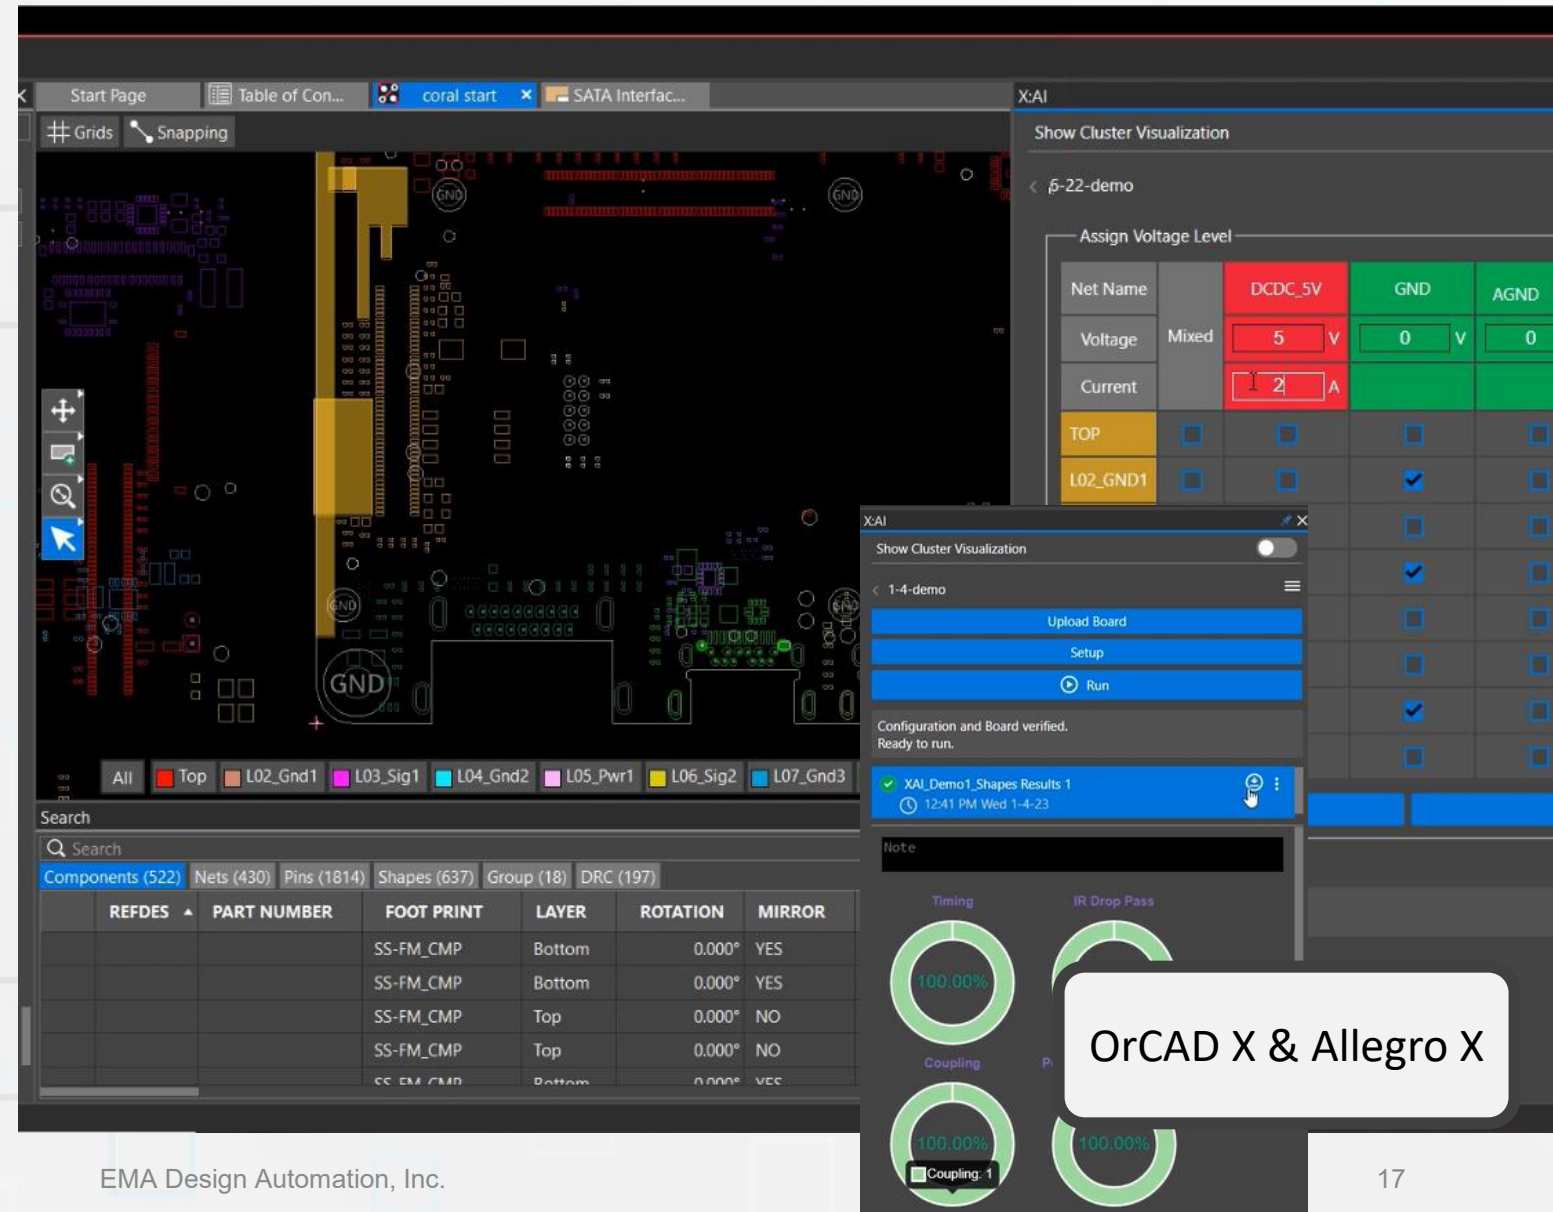 Start Page
Table of Con...
coral start
SATA Interfac...
X:AI
Grids
Snapping
Show Cluster Visualization
5-22-demo
Assign Voltage Level
Net Name
DCDC_5V
GND
AGND
Voltage
Mixed
5 V
0 V
0
Current
2 A
TOP
L02_GND1
GND
GND
GND
GND
All
Top
L02_Gnd1
L03_Sig1
L04_Gnd2
L05_Pwr1
L06_Sig2
L07_Gnd3
Search
Search
Components (522)
Nets (430)
Pins (1814)
Shapes (637)
Group (18)
DRC (197)
REFDES PART NUMBER FOOT PRINT LAYER ROTATION MIRROR
SS-FM_CMP Bottom 0.000° YES
SS-FM_CMP Bottom 0.000° YES
SS-FM_CMP Top 0.000° NO
SS-FM_CMP Top 0.000° NO
SS-FM_CMP Bottom 0.000° YES
X:AI
Show Cluster Visualization
1-4-demo
Upload Board
Setup
Run
Configuration and Board verified.
Ready to run.
XAI_Demo1_Shapes Results 1
12:41 PM Wed 1-4-23
Note
Timing
IR Drop Pass
100.00%
Coupling
100.00%
100.00%
Coupling: 1
OrCAD X & Allegro X
EMA Design Automation, Inc.
17